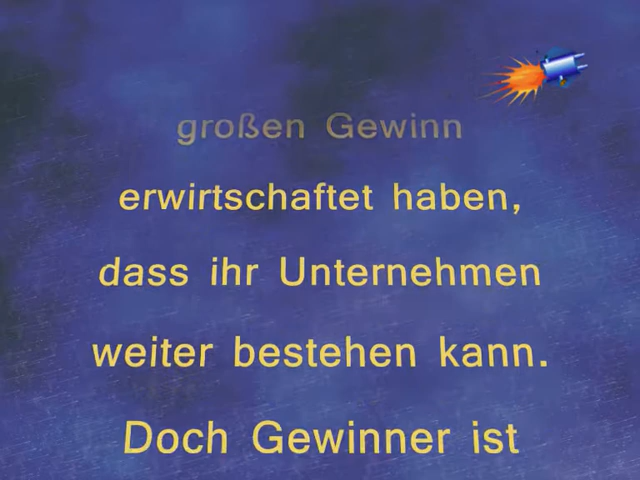 großen Gewinn
erwirtschaftet haben,
dass ihr Unternehmen
weiter bestehen kann.
Doch Gewinner ist